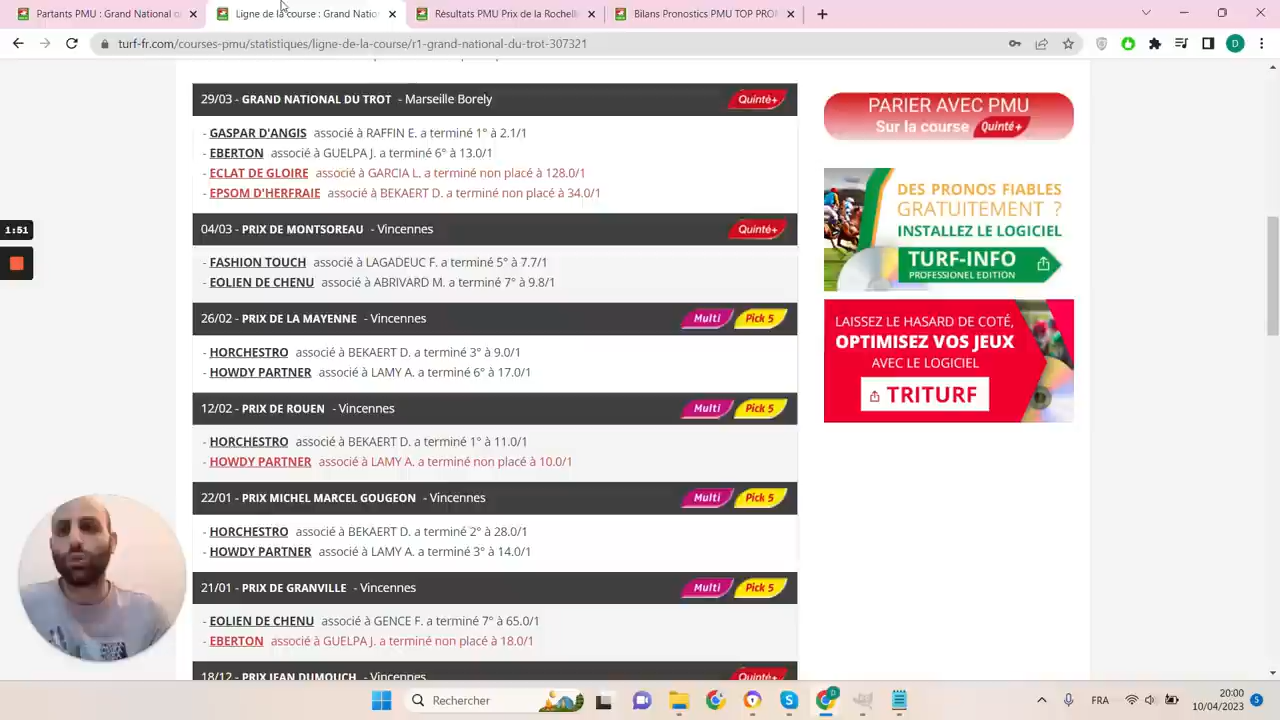 Partants PMU : Grand National o
Ligne de la course : Grand Natio
Résultats PMU PRIX de la Rochell
Bilans Pronostics PMU TOP PRO
turf-fr.com/courses-pmu/statistiques/ligne-de-la-course/r1-grand-national-du-trot-307321
D
29/03 - GRAND NATIONAL DU TROT - Marseille Borely Quinté+
- GASPAR D'ANGIS associé à RAFFIN E. a terminé 1° à 2.1/1
- EBERTON associé à GUELPA J. a terminé 6° à 13.0/1
- ECLAT DE GLOIRE associé à GARCIA L. a terminé non placé à 128.0/1
- EPSOM D'HERFRAIE associé à BEKAERT D. a terminé non placé à 34.0/1
04/03 - PRIX DE MONTSOREAU - Vincennes Quinté+
- FASHION TOUCH associé à LAGADEUC F. a terminé 5° à 7.7/1
- EOLIEN DE CHENU associé à ABRIVARD M. a terminé 7° à 9.8/1
26/02 - PRIX DE LA MAYENNE - Vincennes Multi Pick 5
- HORCHESTRO associé à BEKAERT D. a terminé 3° à 9.0/1
- HOWDY PARTNER associé à LAMY A. a terminé 6° à 17.0/1
12/02 - PRIX DE ROUEN - Vincennes Multi Pick 5
- HORCHESTRO associé à BEKAERT D. a terminé 1° à 11.0/1
- HOWDY PARTNER associé à LAMY A. a terminé non placé à 10.0/1
22/01 - PRIX MICHEL MARCEL GOUGEON - Vincennes Multi Pick 5
- HORCHESTRO associé à BEKAERT D. a terminé 2° à 28.0/1
- HOWDY PARTNER associé à LAMY A. a terminé 3° à 14.0/1
21/01 - PRIX DE GRANVILLE - Vincennes Multi Pick 5
- EOLIEN DE CHENU associé à GENCE F. a terminé 7° à 65.0/1
- EBERTON associé à GUELPA J. a terminé non placé à 18.0/1
18/12 - PRIX JEAN DUMOUCH - Vincennes Quinté+
PARIER AVEC PMU
Sur la course Quinté+
DES PRONOS FIABLES
GRATUITEMENT ?
INSTALLEZ LE LOGICIEL
TURF-INFO
PROFESSIONEL EDITION
LAISSEZ LE HASARD DE COTÉ,
OPTIMISEZ VOS JEUX
AVEC LE LOGICIEL
TRITURF
1:51
Rechercher
D
FRA
20:00
10/04/2023
5